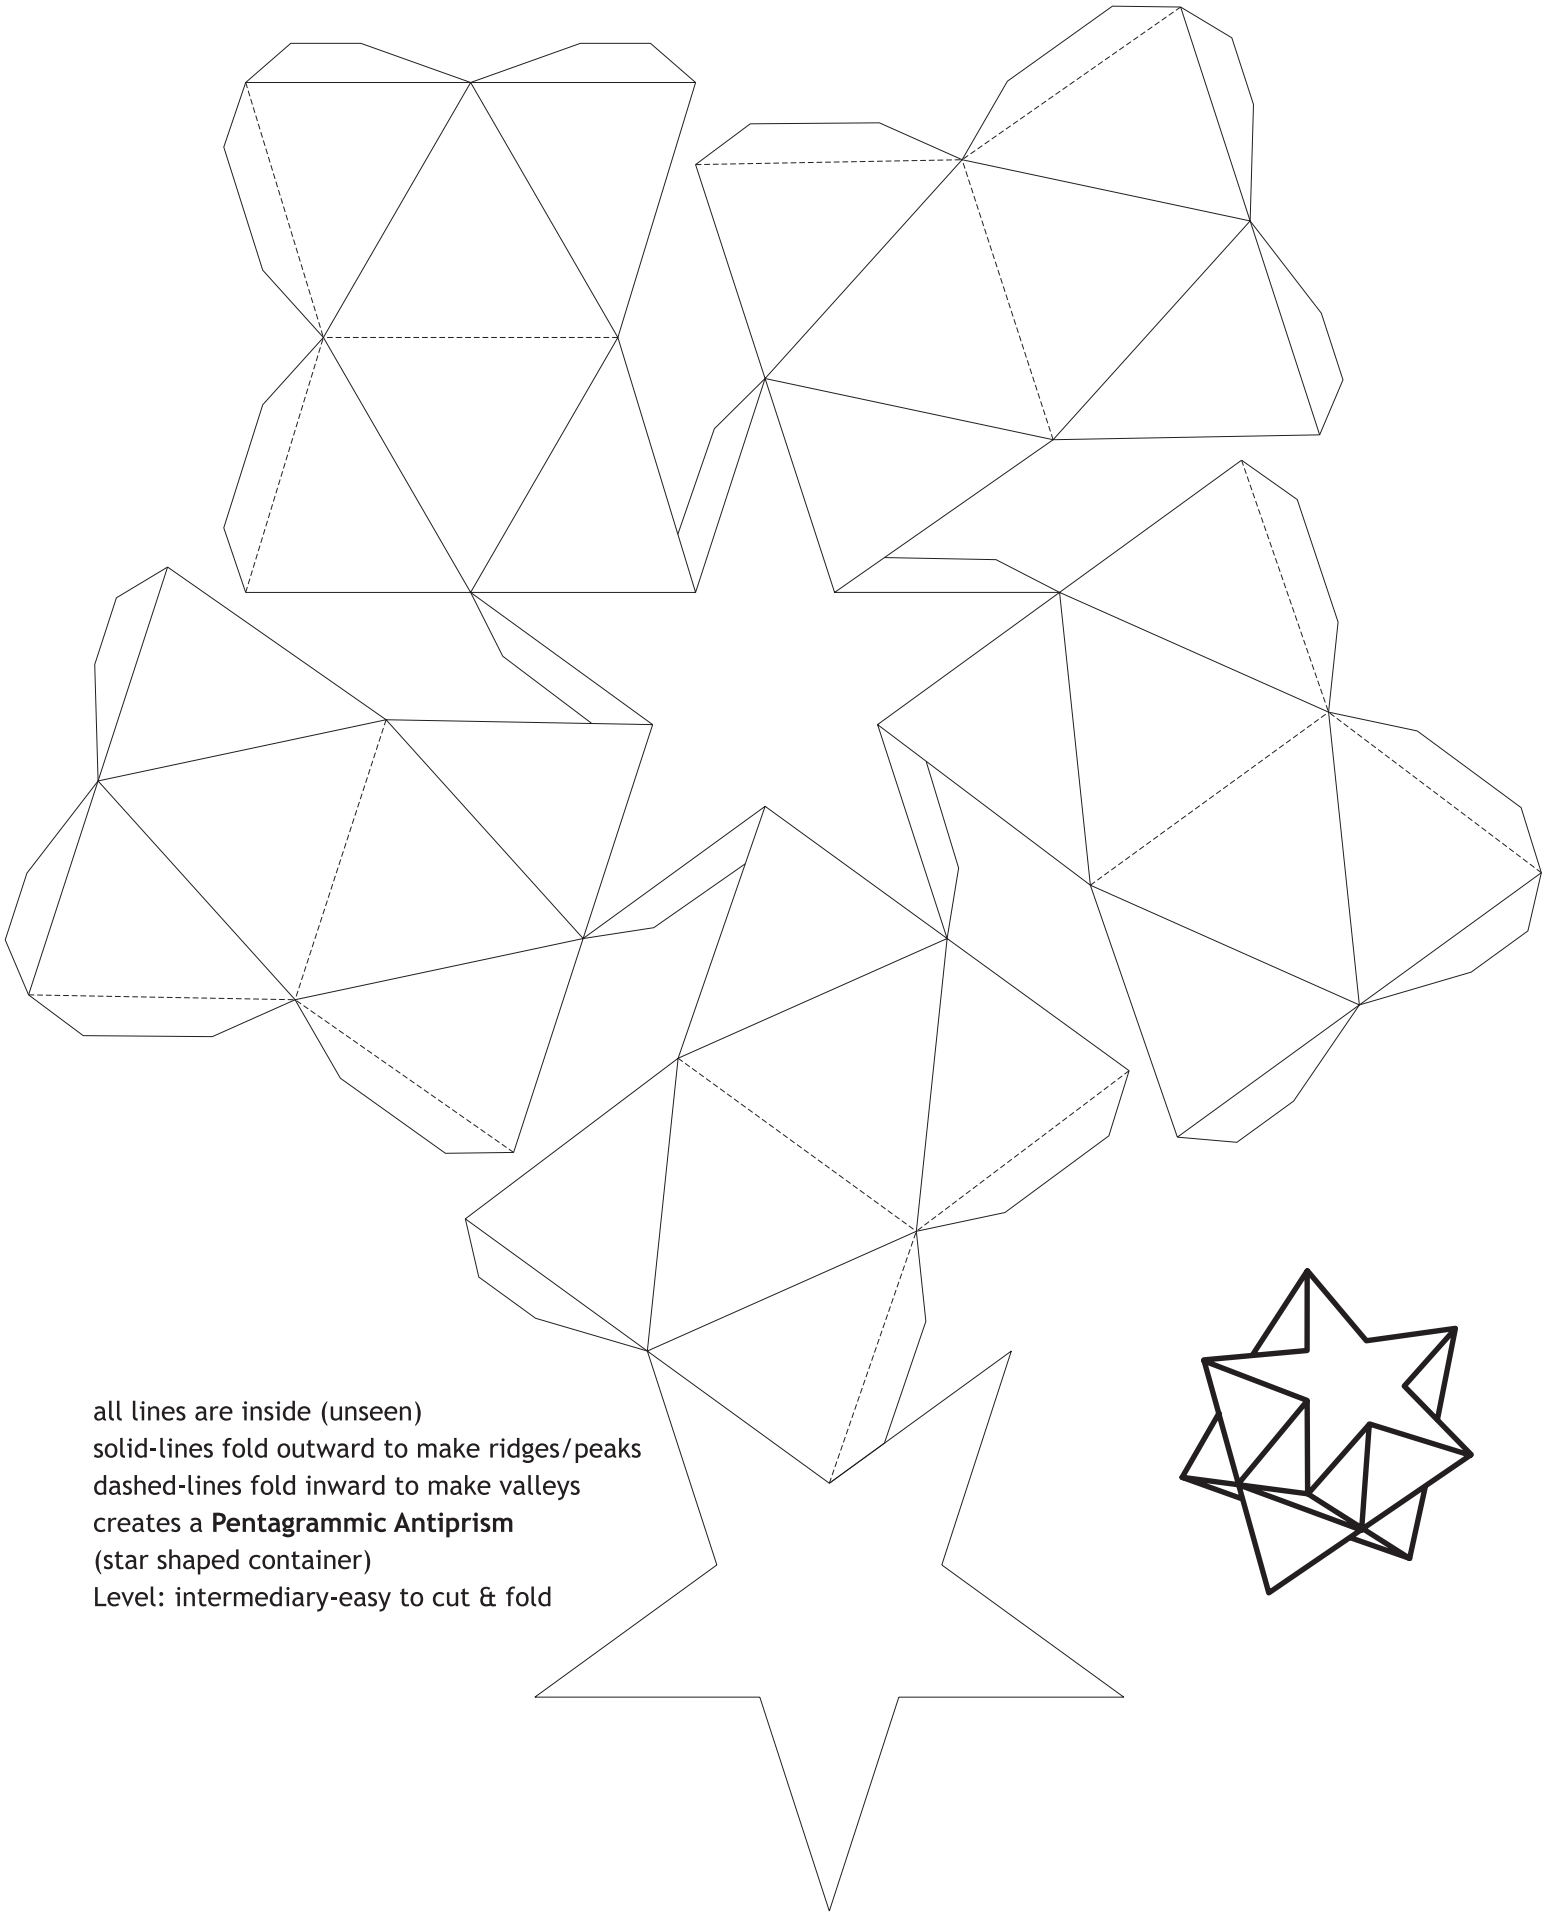 all lines are inside (unseen)
solid-lines fold outward to make ridges/peaks
dashed-lines fold inward to make valleys
creates a Pentagrammic Antiprism
(star shaped container)
Level: intermediary-easy to cut & fold